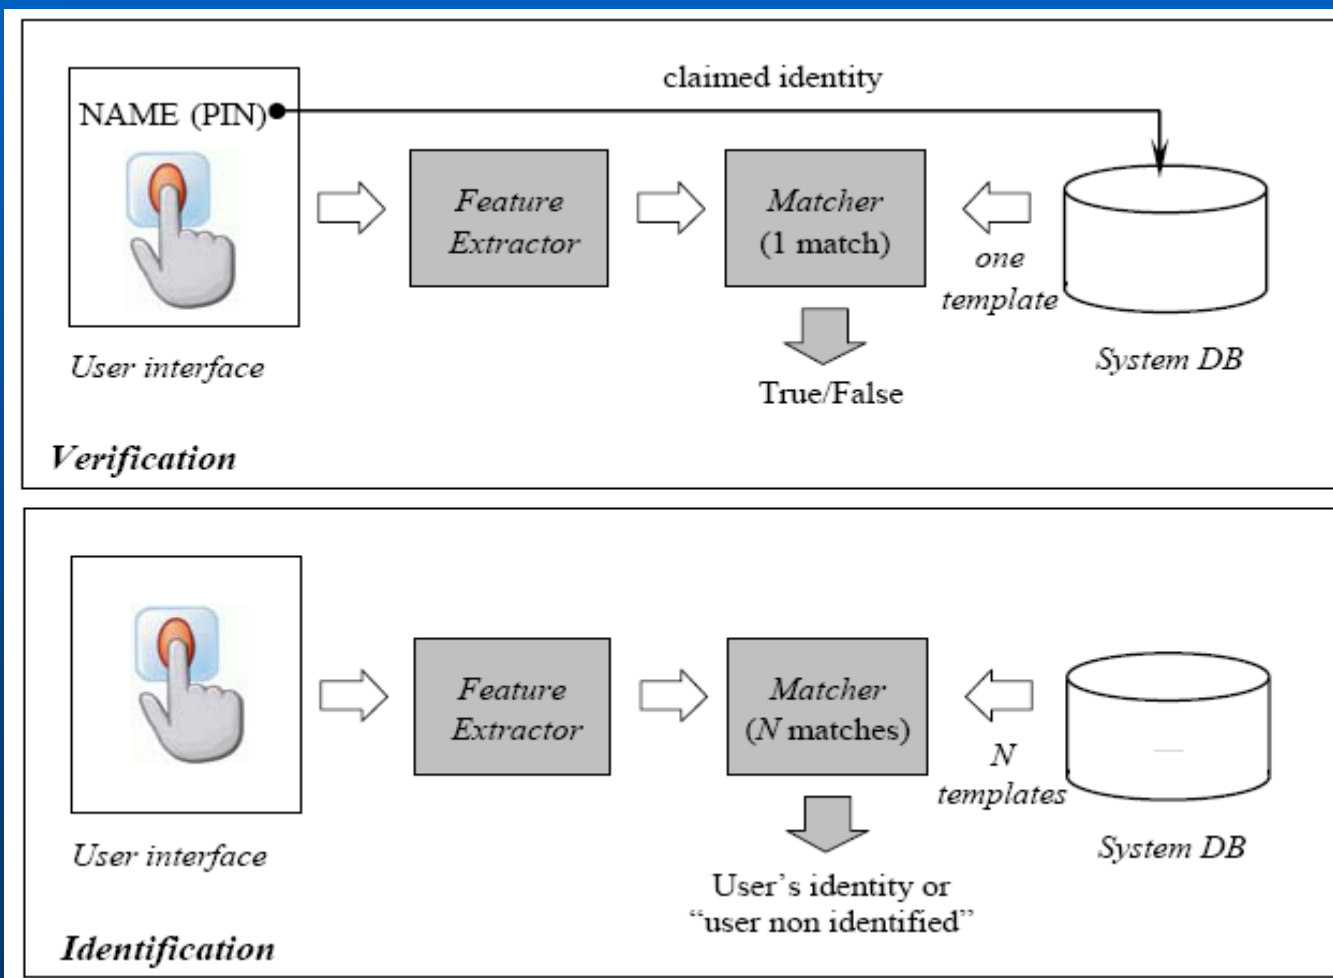 claimed identity
NAME (PIN)
Feature
Extractor
Matcher
(1 match)
one
template
User interface
System DB
True/False
Verification
Feature
Extractor
Matcher
(N matches)
N
templates
User interface
System DB
User's identity or
“user non identified”
Identification